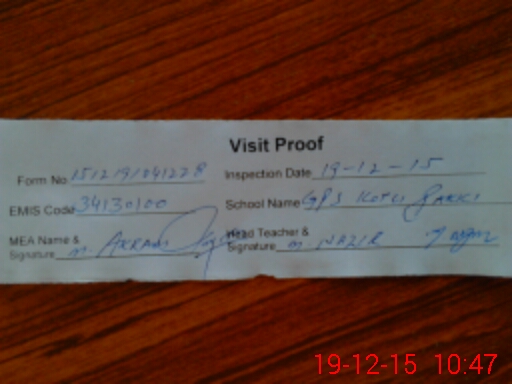 Visit Proof
Form No 1512191041228 Inspection Date 19-12-15
EMIS Code 34130100 School Name GPS Kotli
MEA Name & Head Teacher &
Signature M. AKRAM Signature M. NAZIR
19-12-15 10:47